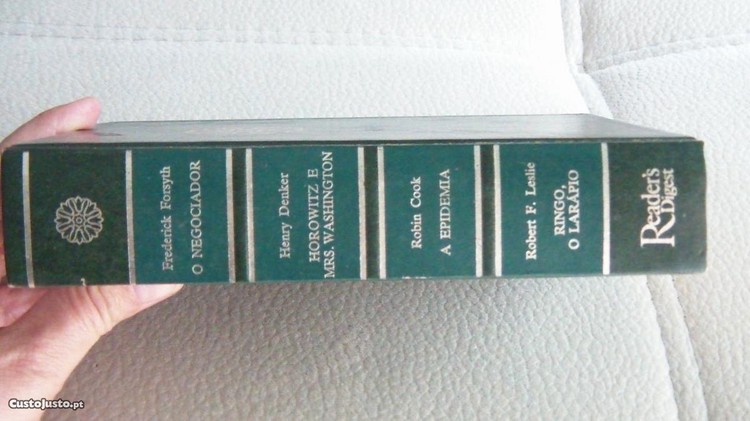 Frederick Forsyth
O NEGOCIADOR
Henry Denker
HOROWITZ E
MRS. WASHINGTON
Robin Cook
A EPIDEMIA
Robert F. Leslie
RINGO,
O LARÁPIO
Reader's
Digest
CustoJusto.pt